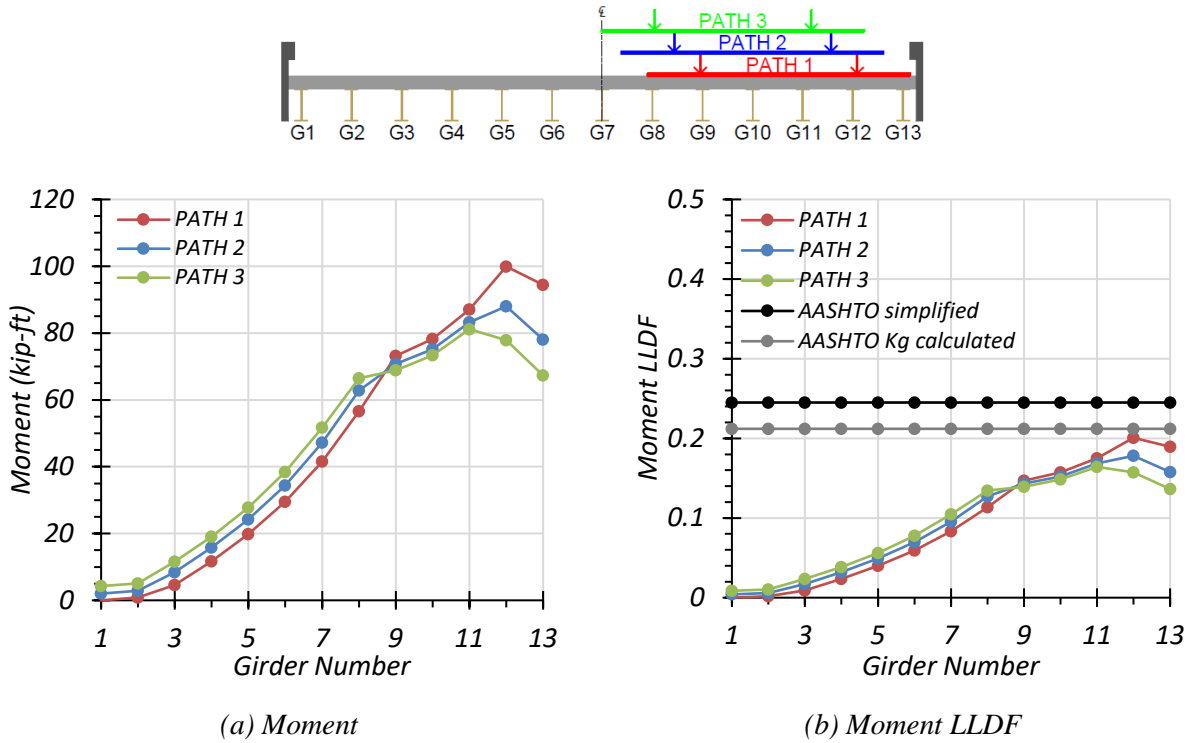 ℄
PATH 3
PATH 2
PATH 1
G1 G2 G3 G4 G5 G6 G7 G8 G9 G10 G11 G12 G13
120
100
80
60
40
20
0
Moment (kip-ft)
PATH 1
PATH 2
PATH 3
1 3 5 7 9 11 13
Girder Number
(a) Moment
0.5
0.4
0.3
0.2
0.1
0
Moment LLDF
PATH 1
PATH 2
PATH 3
AASHTO simplified
AASHTO Kg calculated
1 3 5 7 9 11 13
Girder Number
(b) Moment LLDF